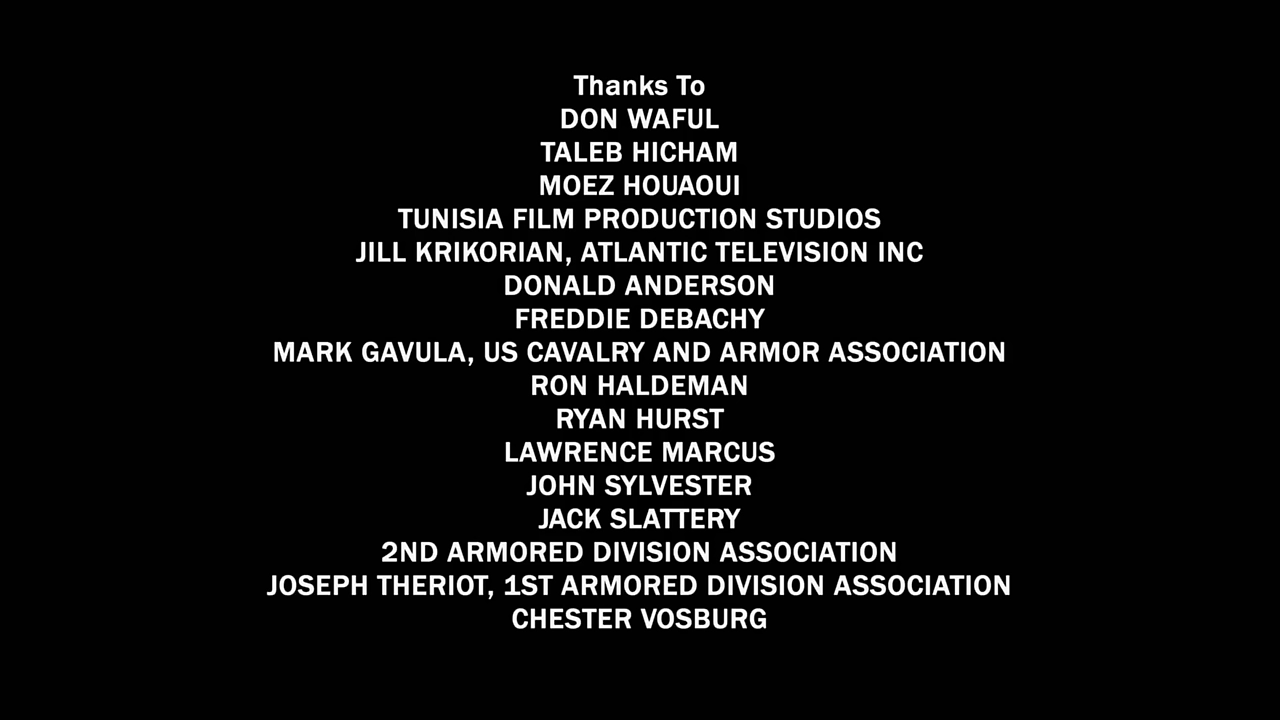 Thanks To
DON WAFUL
TALEB HICHAM
MOEZ HOUAOUI
TUNISIA FILM PRODUCTION STUDIOS
JILL KRIKORIAN, ATLANTIC TELEVISION INC
DONALD ANDERSON
FREDDIE DEBACHY
MARK GAVULA, US CAVALRY AND ARMOR ASSOCIATION
RON HALDEMAN
RYAN HURST
LAWRENCE MARCUS
JOHN SYLVESTER
JACK SLATTERY
2ND ARMORED DIVISION ASSOCIATION
JOSEPH THERIOT, 1ST ARMORED DIVISION ASSOCIATION
CHESTER VOSBURG